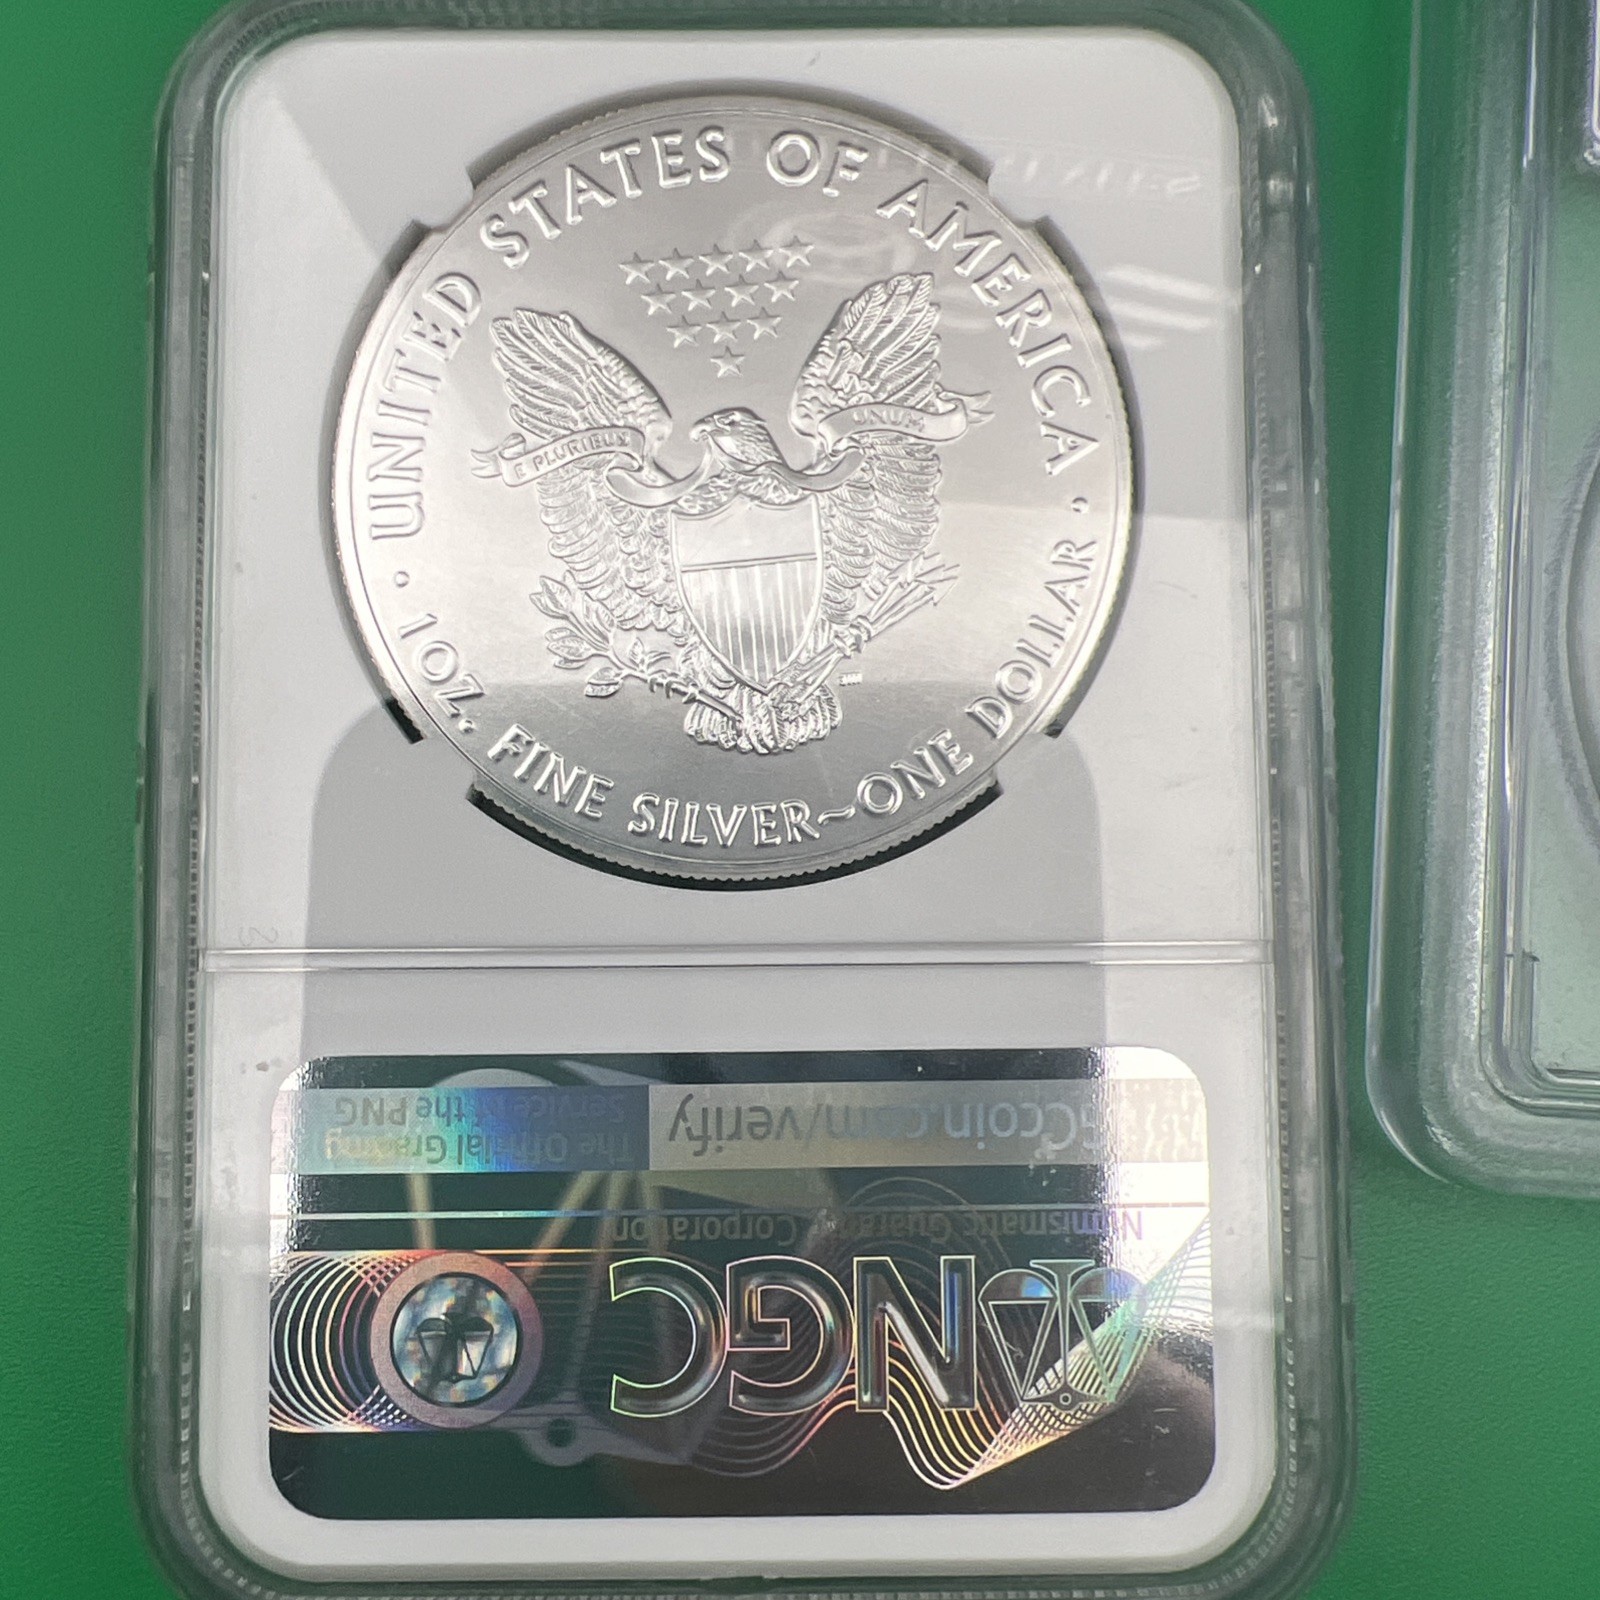 UNITED STATES OF AMERICA
E PLURIBUS UNUM
1 OZ. FINE SILVER~ONE DOLLAR
NGC
Numismatic Guaranty Corporation
GCcoin.com/verify
The Official Grading
Service of the PNG